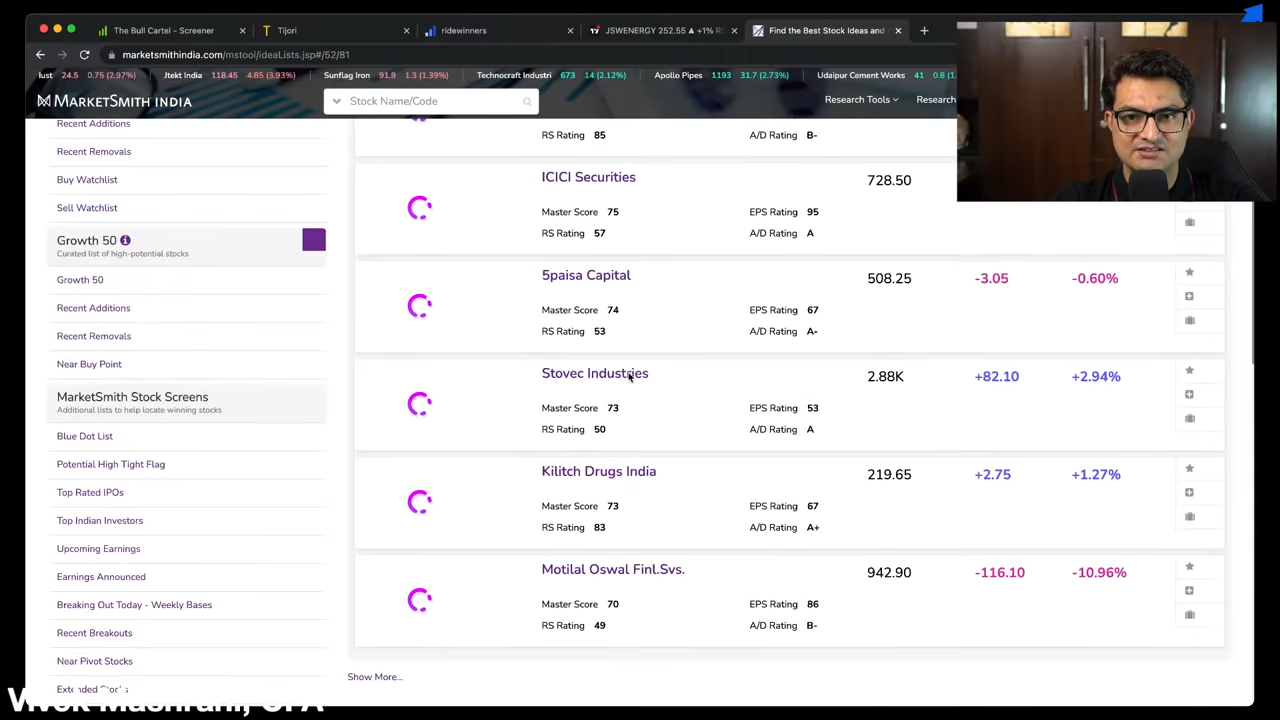 The Bull Cartel - Screener
Tijori
ridewinners
JSWENERGY 252.55 ▲ +1%
Find the Best Stock Ideas and
marketsmithindia.com/mstool/ideaLists.jsp#/52/81
lust 24.5 0.75 (2.97%) Jtekt India 118.45 4.85 (3.93%) Sunflag Iron 91.9 1.3 (1.39%) Technocraft Industri 673 14 (2.12%) Apollo Pipes 1193 31.7 (2.73%) Udaipur Cement Works 41 0.8
MARKETSMITH INDIA
Stock Name/Code
Research Tools
Research
Recent Additions
Recent Removals
Buy Watchlist
Sell Watchlist
Growth 50
Curated list of high-potential stocks
Growth 50
Recent Additions
Recent Removals
Near Buy Point
MarketSmith Stock Screens
Additional lists to help locate winning stocks
Blue Dot List
Potential High Tight Flag
Top Rated IPOs
Top Indian Investors
Upcoming Earnings
Earnings Announced
Breaking Out Today - Weekly Bases
Recent Breakouts
Near Pivot Stocks
RS Rating 85 A/D Rating B-
ICICI Securities 728.50
Master Score 75 EPS Rating 95
RS Rating 57 A/D Rating A
5paisa Capital 508.25 -3.05 -0.60%
Master Score 74 EPS Rating 67
RS Rating 53 A/D Rating A-
Stovec Industries 2.88K +82.10 +2.94%
Master Score 73 EPS Rating 53
RS Rating 50 A/D Rating A
Kilitch Drugs India 219.65 +2.75 +1.27%
Master Score 73 EPS Rating 67
RS Rating 83 A/D Rating A+
Motilal Oswal Finl.Svs. 942.90 -116.10 -10.96%
Master Score 70 EPS Rating 86
RS Rating 49 A/D Rating B-
Show More...